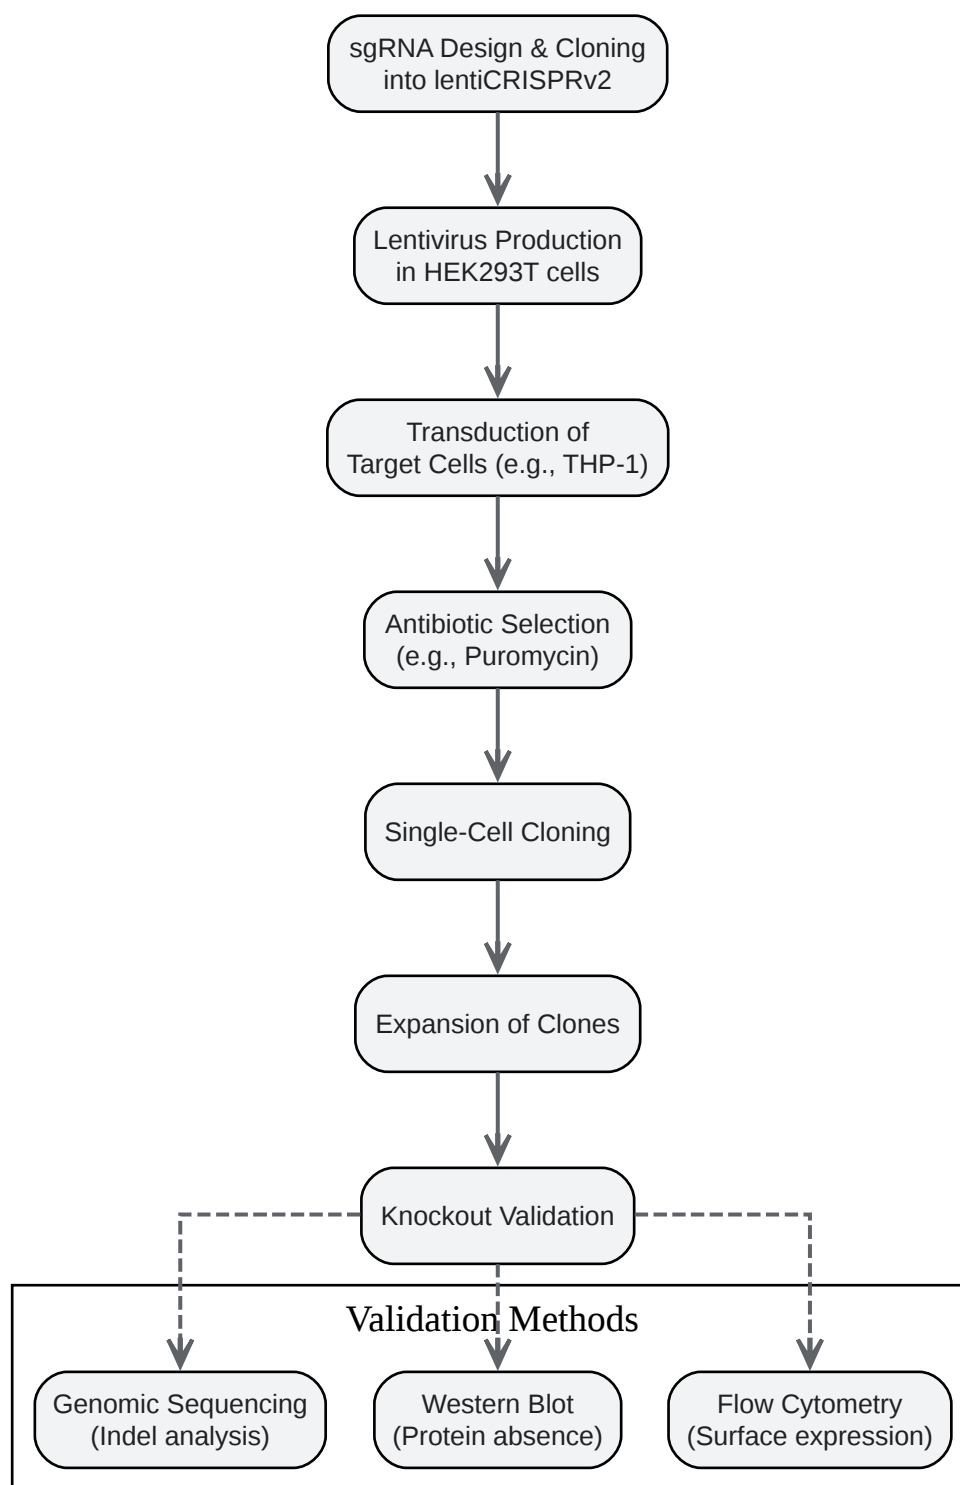 sgRNA Design & Cloning
into lentiCRISPRv2
Lentivirus Production
in HEK293T cells
Transduction of
Target Cells (e.g., THP-1)
Antibiotic Selection
(e.g., Puromycin)
Single-Cell Cloning
Expansion of Clones
Knockout Validation
Validation Methods
Genomic Sequencing
(Indel analysis)
Western Blot
(Protein absence)
Flow Cytometry
(Surface expression)